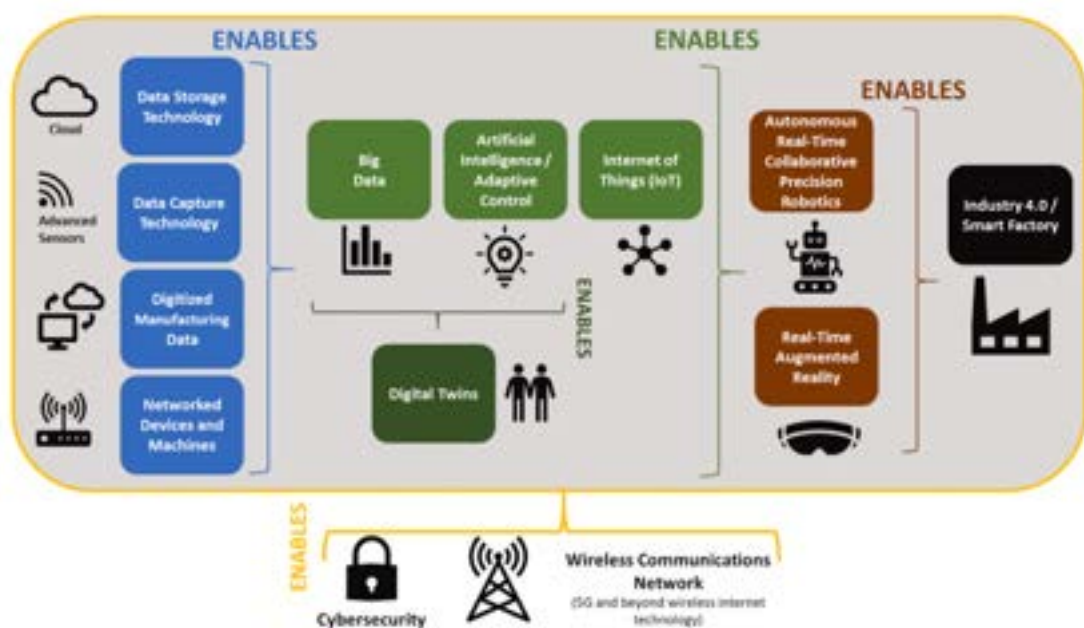 ENABLES
ENABLES
ENABLES
Cloud
Data Storage
Technology
Advanced
Sensors
Data Capture
Technology
Digitized
Manufacturing
Data
Networked
Devices and
Machines
Big
Data
Artificial
Intelligence /
Adaptive
Control
Internet of
Things (IoT)
ENABLES
Digital Twins
Autonomous
Real-Time
Collaborative
Precision
Robotics
Real-Time
Augmented
Reality
Industry 4.0 /
Smart Factory
ENABLES
Cybersecurity
Wireless Communications
Network
(5G and beyond wireless internet
technology)